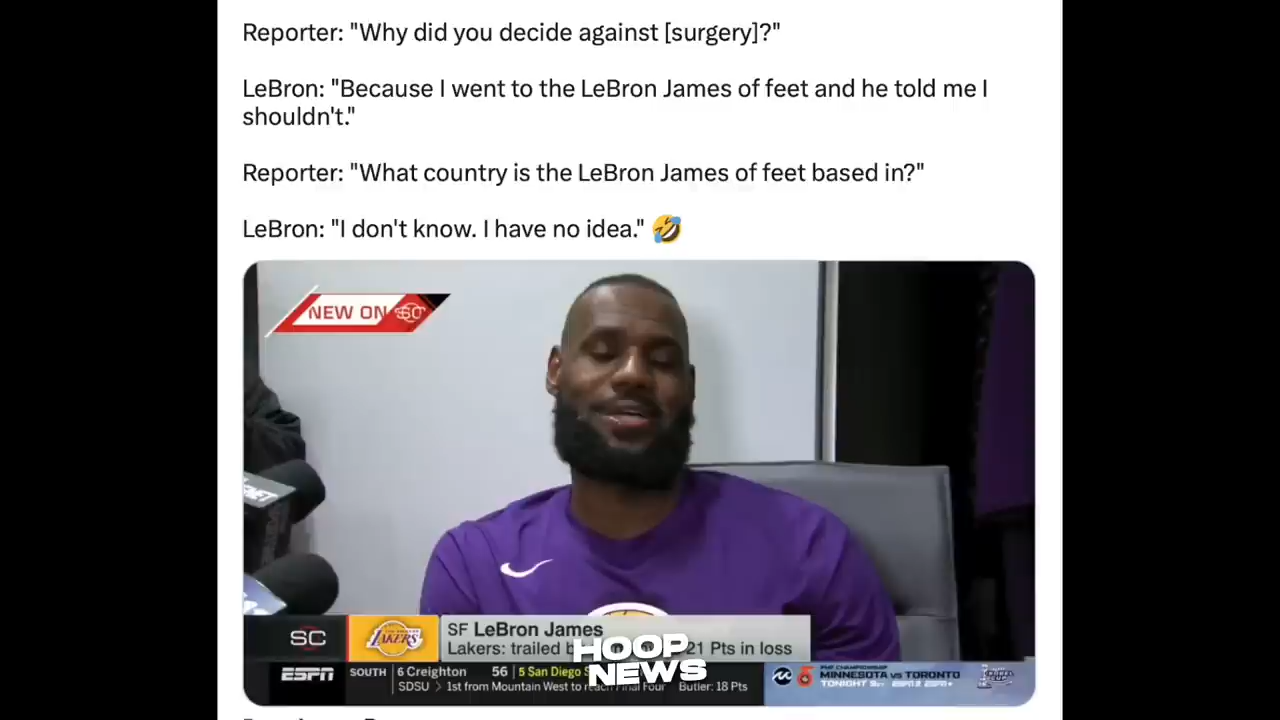 Reporter: "Why did you decide against [surgery]?"
LeBron: "Because I went to the LeBron James of feet and he told me I
shouldn't."
Reporter: "What country is the LeBron James of feet based in?"
LeBron: "I don't know. I have no idea." 🤣
NEW ON SC
SC
LAKERS
SF LeBron James
Lakers: trailed 21 Pts in loss
HOOP
NEWS
ESPN
SOUTH
6 Creighton 56
5 San Diego
SDSU > 1st from Mountain West to reach Final Four Butler: 18 Pts
PHF CHAMPIONSHIP
MINNESOTA vs TORONTO
TONIGHT